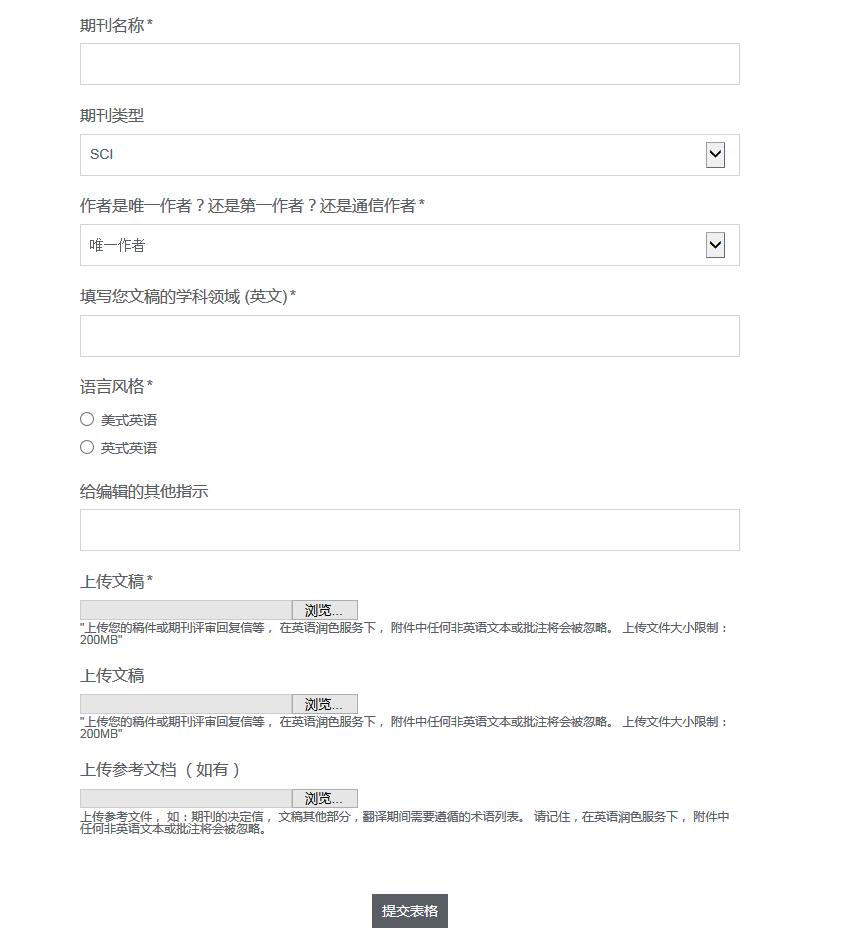 期刊名称*
期刊类型
SCI
作者是唯一作者？还是第一作者？还是通信作者*
唯一作者
填写您文稿的学科领域 (英文)*
语言风格*
美式英语
英式英语
给编辑的其他指示
上传文稿*
浏览...
"上传您的稿件或期刊评审回复信等， 在英语润色服务下， 附件中任何非英语文本或批注将会被忽略。 上传文件大小限制：
200MB"
上传文稿
浏览...
"上传您的稿件或期刊评审回复信等， 在英语润色服务下， 附件中任何非英语文本或批注将会被忽略。 上传文件大小限制：
200MB"
上传参考文档 （如有）
浏览...
上传参考文件， 如：期刊的决定信， 文稿其他部分，翻译期间需要遵循的术语列表。 请记住，在英语润色服务下， 附件中
任何非英语文本或批注将会被忽略。
提交表格